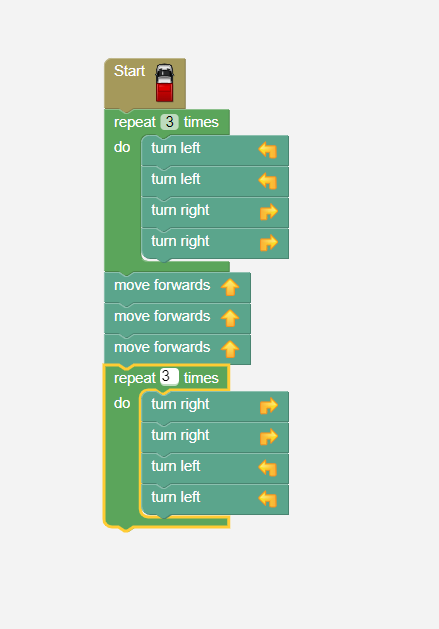 Start
repeat 3 times
do turn left
turn left
turn right
turn right
move forwards
move forwards
move forwards
repeat 3 times
do turn right
turn right
turn left
turn left